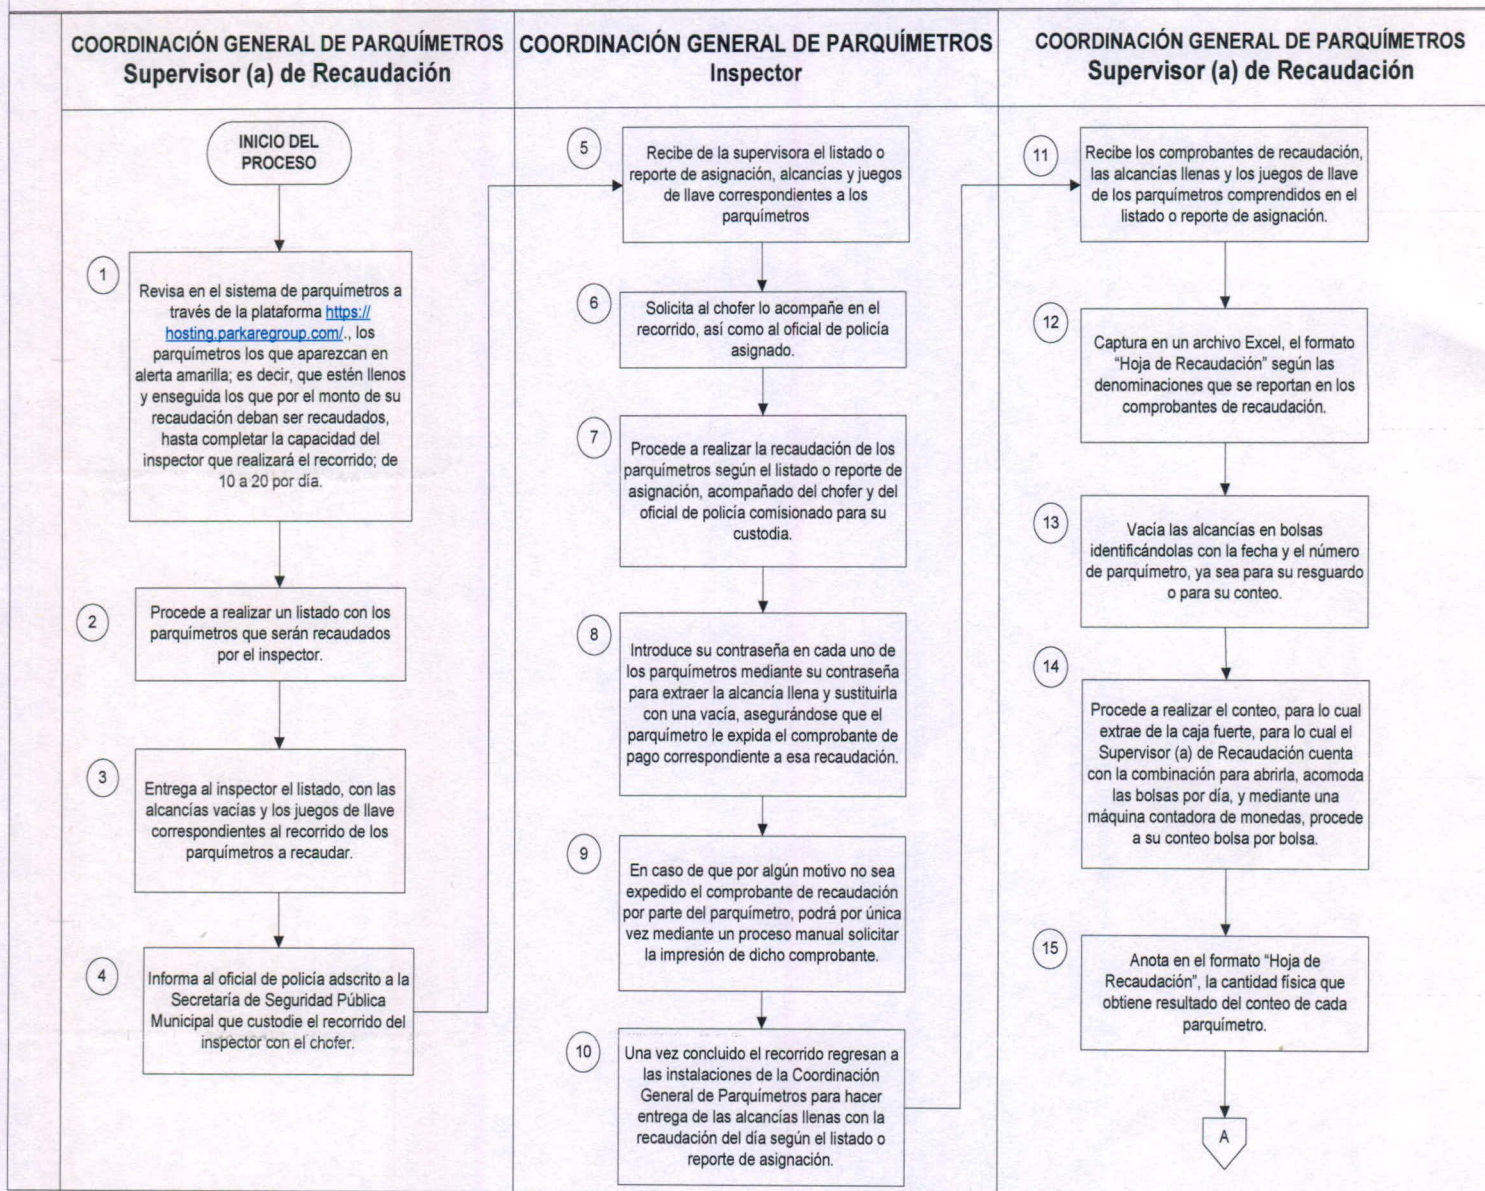 COORDINACIÓN GENERAL DE PARQUÍMETROS
Supervisor (a) de Recaudación
INICIO DEL
PROCESO
1
Revisa en el sistema de parquímetros a
través de la plataforma https://
hosting.parkaregroup.com/., los
parquímetros los que aparezcan en
alerta amarilla; es decir, que estén llenos
y enseguida los que por el monto de su
recaudación deban ser recaudados,
hasta completar la capacidad del
inspector que realizará el recorrido; de
10 a 20 por día.
2
Procede a realizar un listado con los
parquímetros que serán recaudados
por el inspector.
3
Entrega al inspector el listado, con las
alcancías vacías y los juegos de llave
correspondientes al recorrido de los
parquímetros a recaudar.
4
Informa al oficial de policía adscrito a la
Secretaría de Seguridad Pública
Municipal que custodie el recorrido del
inspector con el chofer.
COORDINACIÓN GENERAL DE PARQUÍMETROS
Inspector
5
Recibe de la supervisora el listado o
reporte de asignación, alcancías y juegos
de llave correspondientes a los
parquímetros
6
Solicita al chofer lo acompañe en el
recorrido, así como al oficial de policía
asignado.
7
Procede a realizar la recaudación de los
parquímetros según el listado o reporte de
asignación, acompañado del chofer y del
oficial de policía comisionado para su
custodia.
8
Introduce su contraseña en cada uno de
los parquímetros mediante su contraseña
para extraer la alcancía llena y sustituirla
con una vacía, asegurándose que el
parquímetro le expida el comprobante de
pago correspondiente a esa recaudación.
9
En caso de que por algún motivo no sea
expedido el comprobante de recaudación
por parte del parquímetro, podrá por única
vez mediante un proceso manual solicitar
la impresión de dicho comprobante.
10
Una vez concluido el recorrido regresan a
las instalaciones de la Coordinación
General de Parquímetros para hacer
entrega de las alcancías llenas con la
recaudación del día según el listado o
reporte de asignación.
COORDINACIÓN GENERAL DE PARQUÍMETROS
Supervisor (a) de Recaudación
11
Recibe los comprobantes de recaudación,
las alcancías llenas y los juegos de llave
de los parquímetros comprendidos en el
listado o reporte de asignación.
12
Captura en un archivo Excel, el formato
“Hoja de Recaudación” según las
denominaciones que se reportan en los
comprobantes de recaudación.
13
Vacía las alcancías en bolsas
identificándolas con la fecha y el número
de parquímetro, ya sea para su resguardo
o para su conteo.
14
Procede a realizar el conteo, para lo cual
extrae de la caja fuerte, para lo cual el
Supervisor (a) de Recaudación cuenta
con la combinación para abrirla, acomoda
las bolsas por día, y mediante una
máquina contadora de monedas, procede
a su conteo bolsa por bolsa.
15
Anota en el formato “Hoja de
Recaudación”, la cantidad física que
obtiene resultado del conteo de cada
parquímetro.
A